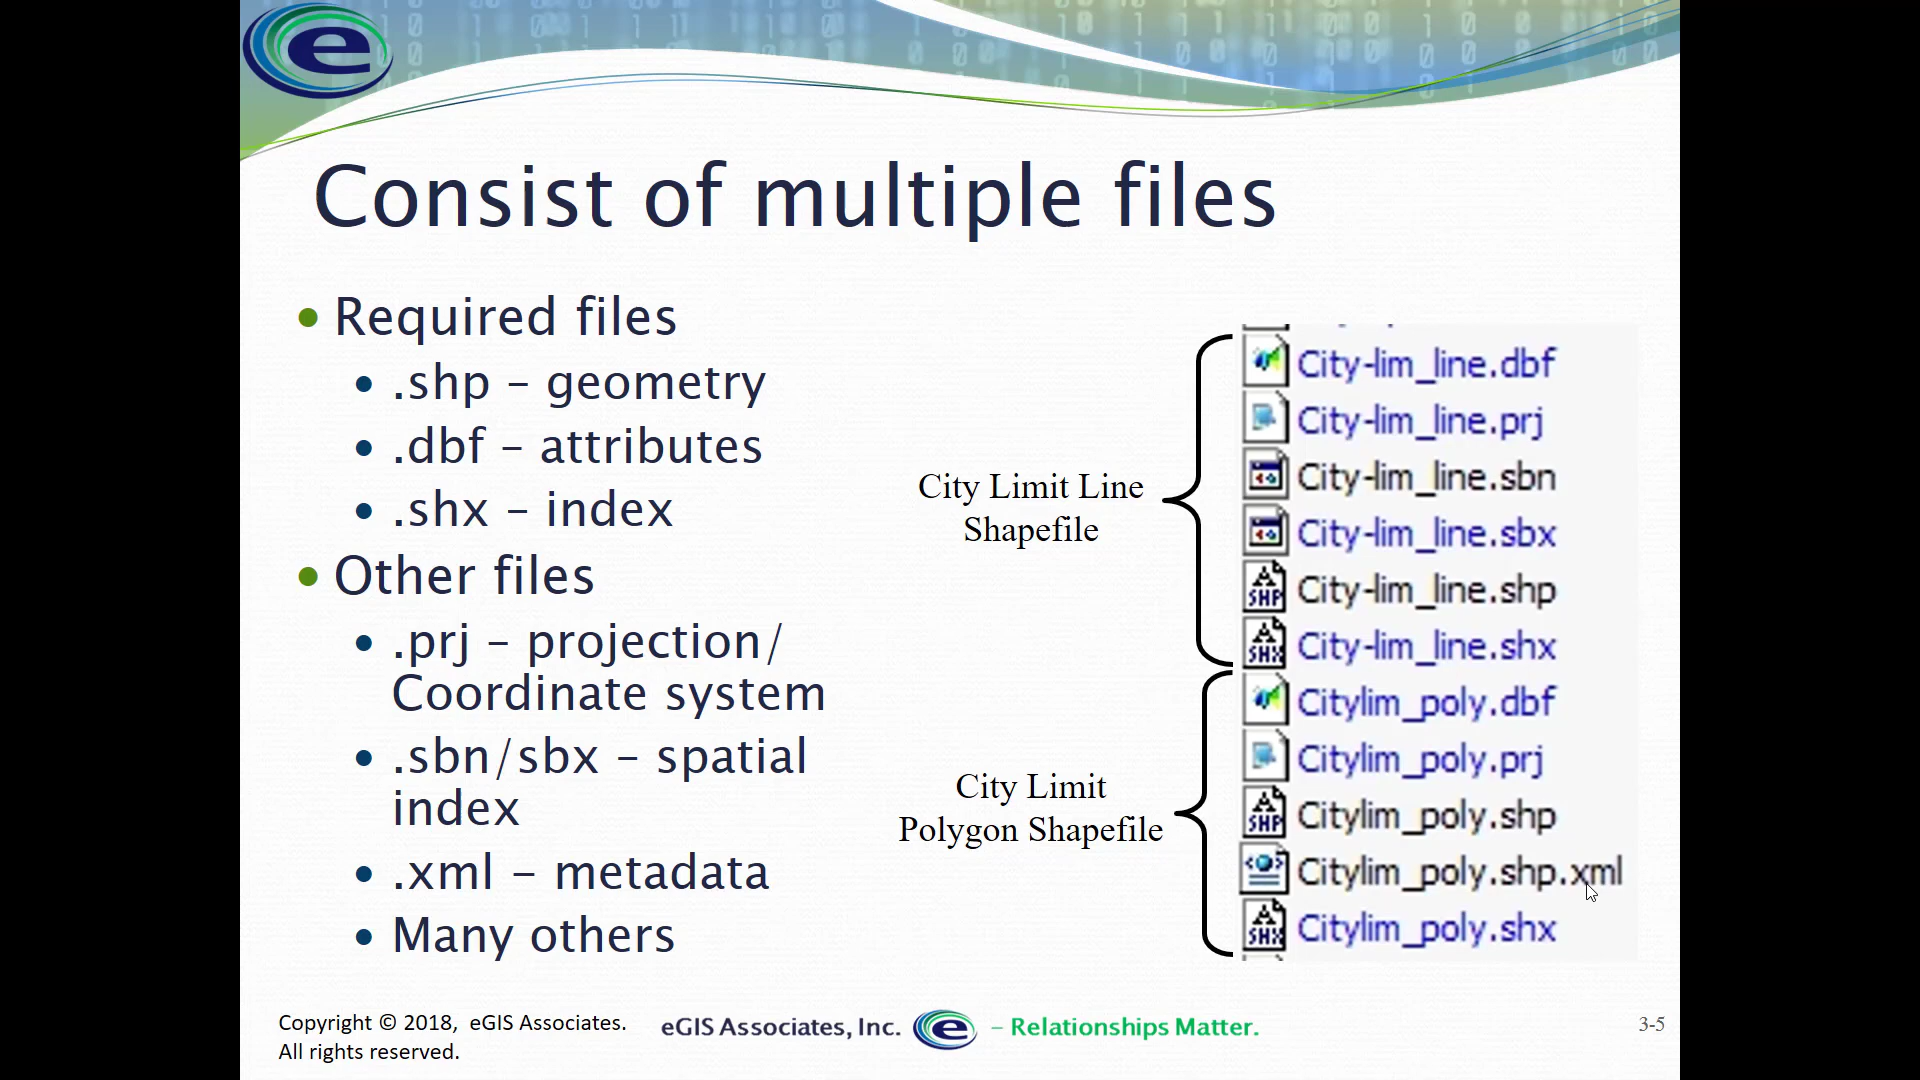 Consist of multiple files
• Required files
• .shp – geometry
• .dbf – attributes
• .shx – index
• Other files
• .prj – projection/
Coordinate system
• .sbn/sbx – spatial
index
• .xml – metadata
• Many others
City Limit Line
Shapefile
City Limit
Polygon Shapefile
City-lim_line.dbf
City-lim_line.prj
City-lim_line.sbn
City-lim_line.sbx
City-lim_line.shp
City-lim_line.shx
Citylim_poly.dbf
Citylim_poly.prj
Citylim_poly.shp
Citylim_poly.shp.xml
Citylim_poly.shx
Copyright © 2018, eGIS Associates.
All rights reserved.
eGIS Associates, Inc. e – Relationships Matter.
3-5